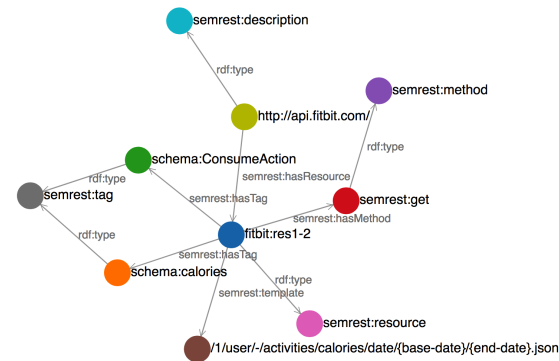 semrest:description
rdf:type
semrest:method
http://api.fitbit.com/
rdf:type
schema:ConsumeAction
semrest:hasResource
rdf:type
semrest:tag
semrest:hasTag
semrest:get
semrest:hasMethod
rdf:type
fitbit:res1-2
semrest:hasTag
schema:calories
rdf:type
semrest:template
semrest:resource
/1/user/-/activities/calories/date/{base-date}/{end-date}.json